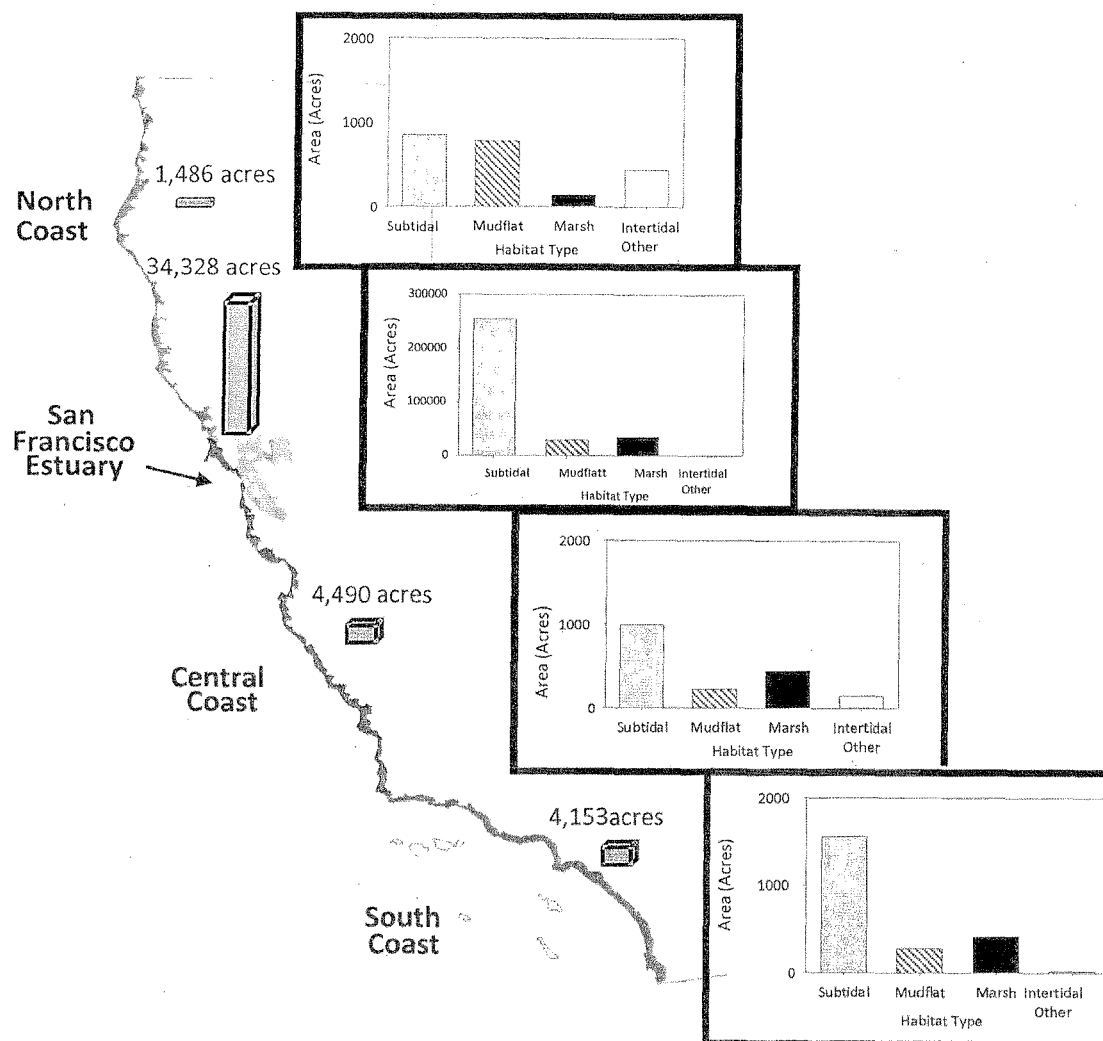 2000
1000
0
Area (Acres)
Subtidal
Mudflat
Marsh
Intertidal
Other
Habitat Type
1,486 acres
North
Coast
34,328 acres
300000
200000
100000
0
Area (Acres)
Subtidal
Mudflatt
Marsh
Intertidal
Other
Habitat Type
San
Francisco
Estuary
2000
1000
0
Area (Acres)
Subtidal
Mudflat
Marsh
Intertidal
Other
Habitat Type
4,490 acres
Central
Coast
2000
1000
0
Area (Acres)
Subtidal
Mudflat
Marsh
Intertidal
Other
Habitat Type
4,153acres
South
Coast